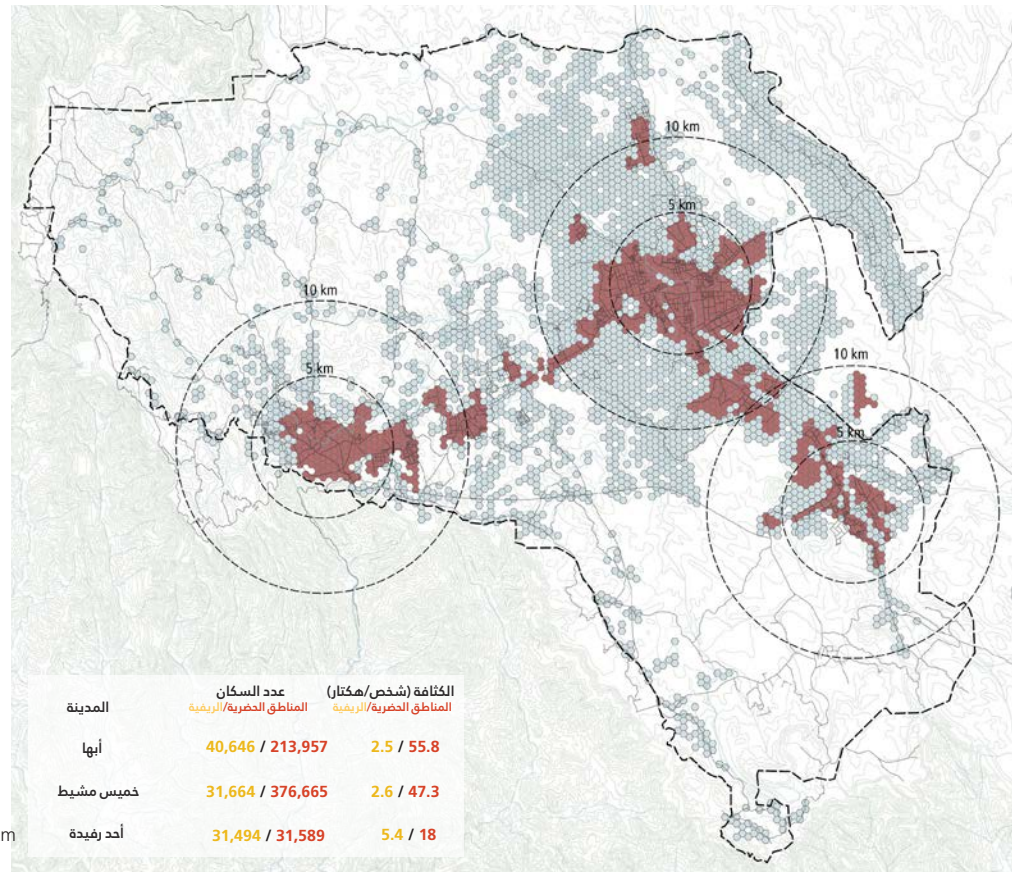 10 km
5 km
10 km
5 km
10 km
5 km
المدينة
عدد السكان
المناطق الحضرية/الريفية
الكثافة (شخص/هكتار)
المناطق الحضرية/الريفية
أبها
40,646 / 213,957
2.5 / 55.8
خميس مشيط
31,664 / 376,665
2.6 / 47.3
أحد رفيدة
31,494 / 31,589
5.4 / 18
m